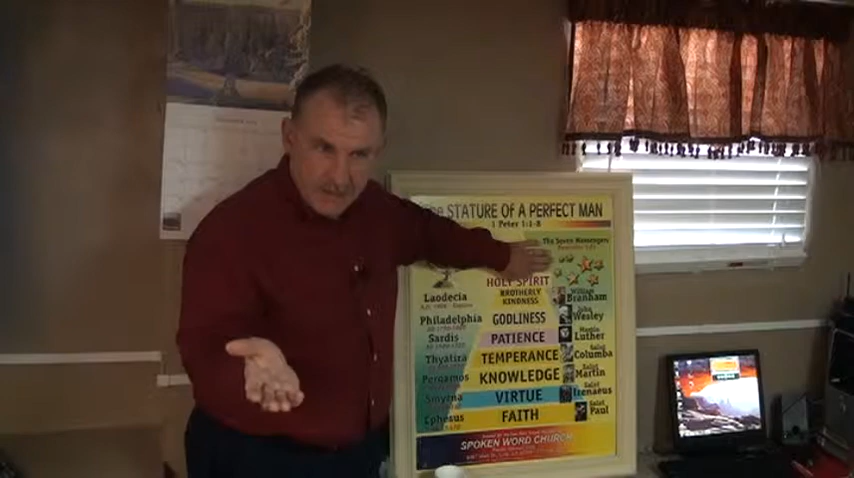 The STATURE OF A PERFECT MAN
1 Peter 1:1-8
The Seven Messengers
HOLY SPIRIT
BROTHERLY
KINDNESS
Laodecia
William
Branham
Philadelphia
GODLINESS
John
Wesley
Sardis
PATIENCE
Martin
Luther
Thyatira
TEMPERANCE
Saint
Columba
Pergamos
KNOWLEDGE
Saint
Martin
Smyrna
VIRTUE
Saint
Irenaeus
Ephesus
FAITH
Saint
Paul
SPOKEN WORD CHURCH